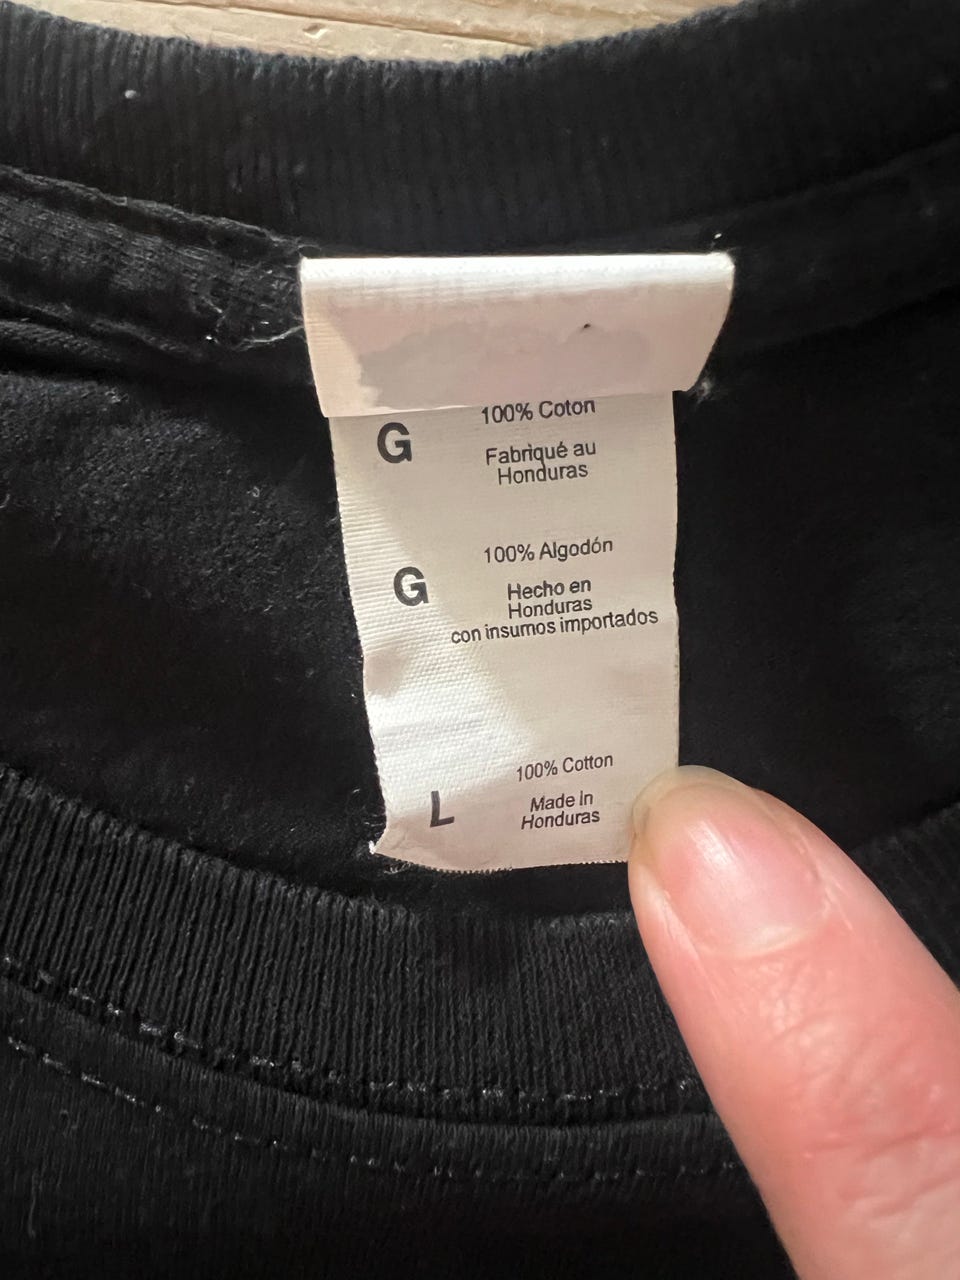 G
100% Coton
Fabriqué au
Honduras
G
100% Algodón
Hecho en
Honduras
con insumos importados
L
100% Cotton
Made in
Honduras